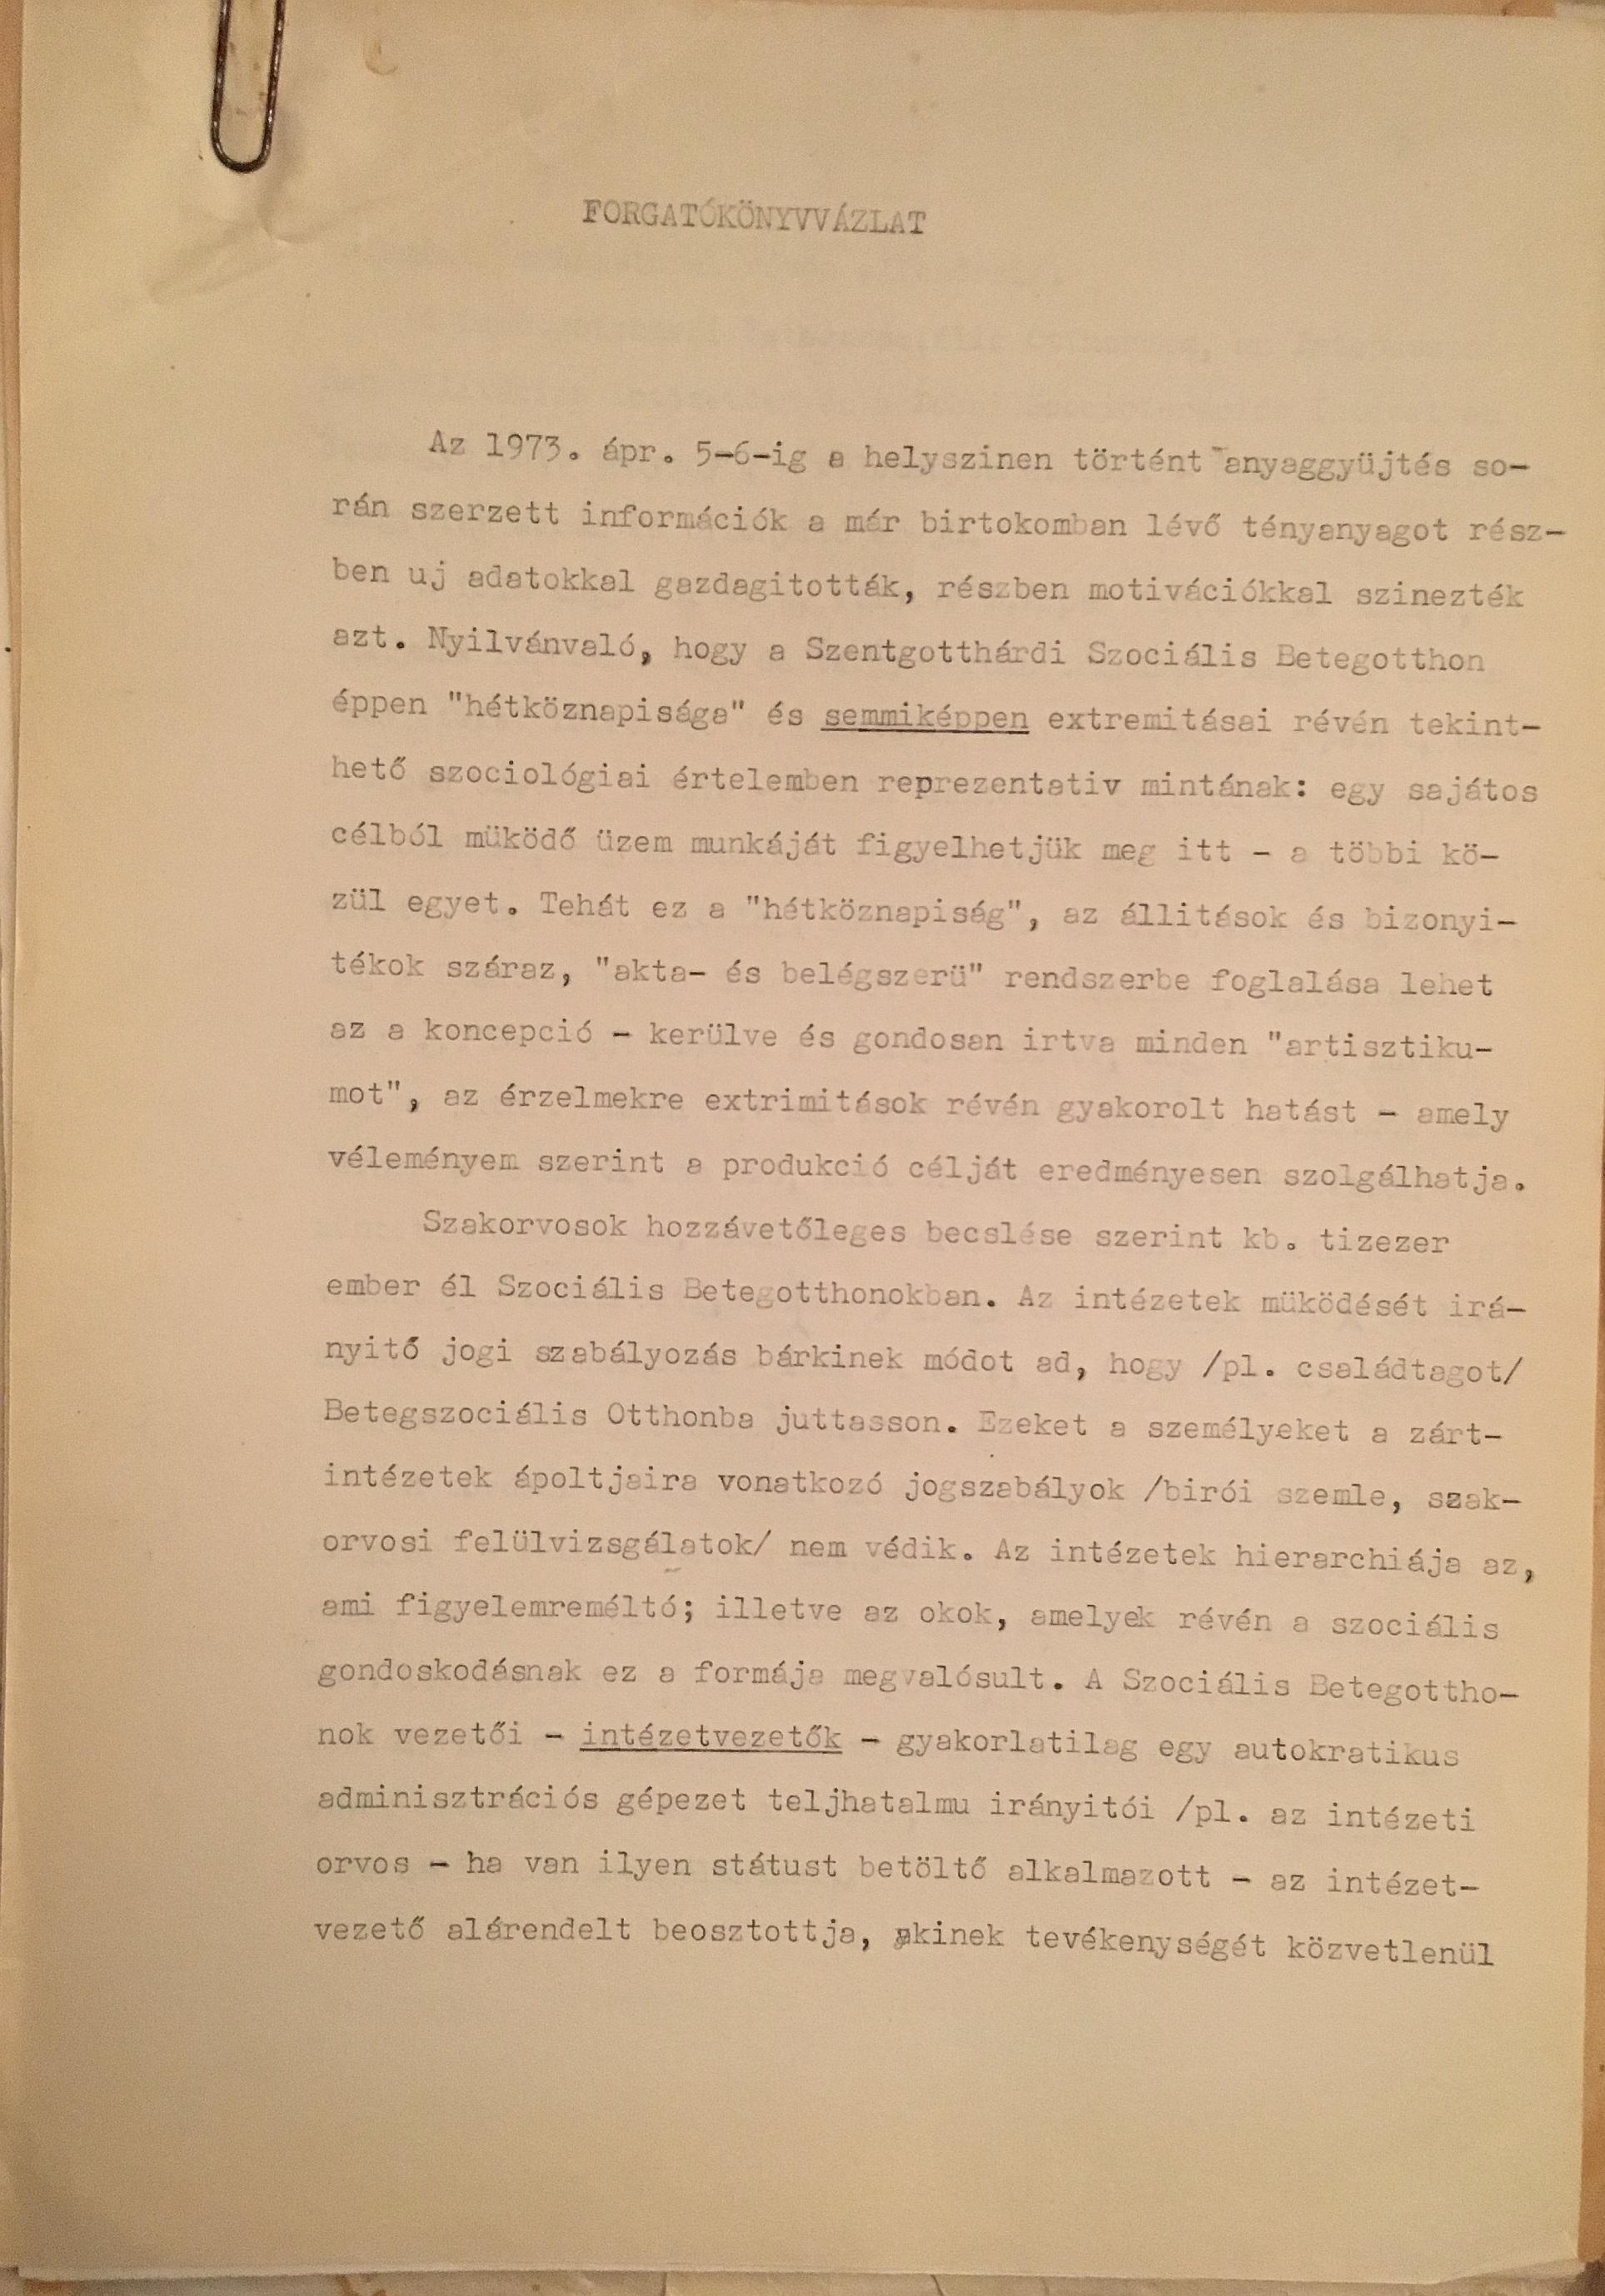 FORGATÓKÖNYVVÁZLAT
Az 1973. ápr. 5-6-ig a helyszinen történt anyaggyüjtés so-
rán szerzett információk a már birtokomban lévő tényanyagot rész-
ben uj adatokkal gazdagitották, részben motivációkkal szinezték
azt. Nyilvánvaló, hogy a Szentgotthárdi Szociális Betegotthon
éppen "hétköznapisága" és semmiképpen extremitásai révén tekint-
hető szociológiai értelemben reprezentativ mintának: egy sajátos
célból müködő üzem munkáját figyelhetjük meg itt - a többi kö-
zül egyet. Tehát ez a "hétköznapiság", az állitások és bizonyi-
tékok száraz, "akta- és belégszerü" rendszerbe foglalása lehet
az a koncepció - kerülve és gondosan irtva minden "artisztiku-
mot", az érzelmekre extrimitások révén gyakorolt hatást - amely
véleményem szerint a produkció célját eredményesen szolgálhatja.
Szakorvosok hozzávetőleges becslése szerint kb. tizezer
ember él Szociális Betegotthonokban. Az intézetek müködését irá-
nyitő jogi szabályozás bárkinek módot ad, hogy /pl. családtagot/
Betegszociális Otthonba juttasson. Ezeket a személyeket a zárt-
intézetek ápoltjaira vonatkozó jogszabályok /birói szemle, szak-
orvosi felülvizsgálatok/ nem védik. Az intézetek hierarchiája az,
ami figyelemreméltó; illetve az okok, amelyek révén a szociális
gondoskodásnak ez a formája megvalósult. A Szociális Betegottho-
nok vezetői - intézetvezetők - gyakorlatilag egy autokratikus
adminisztrációs gépezet teljhatalmu irányitói /pl. az intézeti
orvos - ha van ilyen státust betöltő alkalmazott - az intézet-
vezető alárendelt beosztottja, akinek tevékenységét közvetlenül